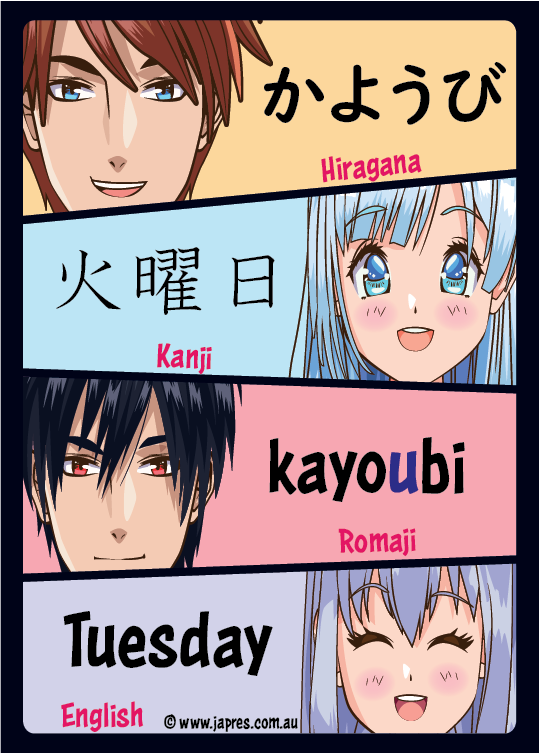 かようび
Hiragana
火曜日
Kanji
kayoubi
Romaji
Tuesday
English
© www.japres.com.au